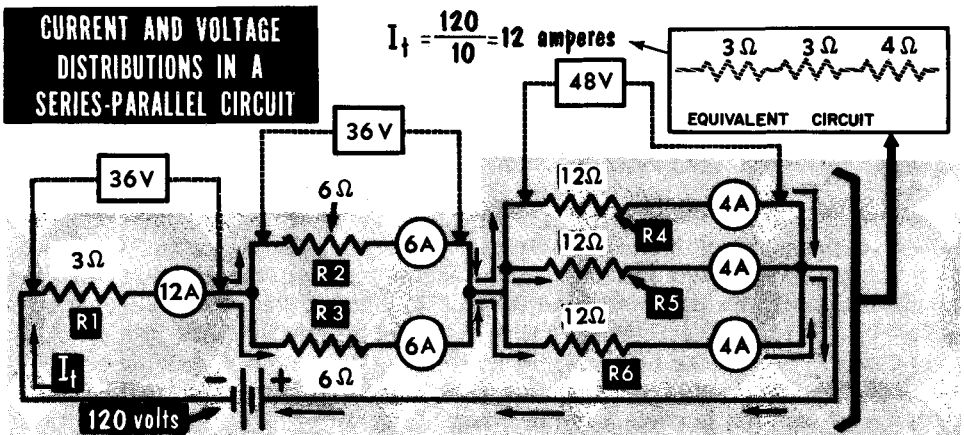 CURRENT AND VOLTAGE
DISTRIBUTIONS IN A
SERIES-PARALLEL CIRCUIT
I_t = 120/10 = 12 amperes
3Ω 3Ω 4Ω
EQUIVALENT CIRCUIT
36V
36V
48V
3Ω
12A
R1
I_t
6Ω
R2
6A
R3
6Ω
6A
12Ω
R4
4A
12Ω
R5
4A
12Ω
R6
4A
- +
120 volts